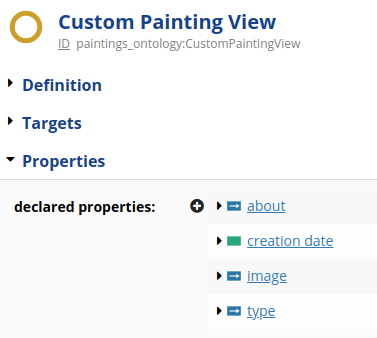 Custom Painting View
ID paintings_ontology:CustomPaintingView
Definition
Targets
Properties
declared properties:
about
creation date
image
type